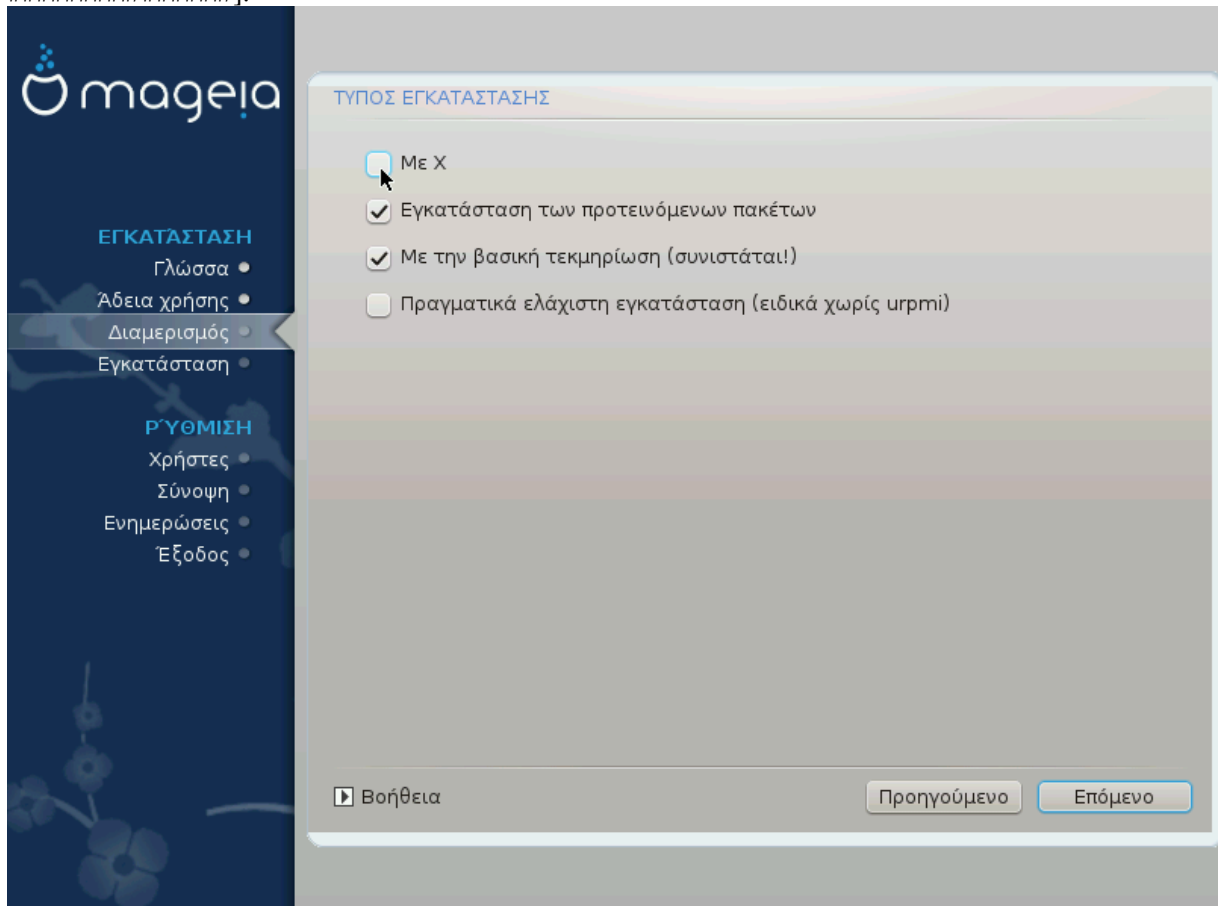 mageia
ΕΓΚΑΤΆΣΤΑΣΗ
Γλώσσα
Άδεια χρήσης
Διαμερισμός
Εγκατάσταση
ΡΎΘΜΙΣΗ
Χρήστες
Σύνοψη
Ενημερώσεις
Έξοδος
ΤΥΠΟΣ ΕΓΚΑΤΑΣΤΑΣΗΣ
Με X
Εγκατάσταση των προτεινόμενων πακέτων
Με την βασική τεκμηρίωση (συνιστάται!)
Πραγματικά ελάχιστη εγκατάσταση (ειδικά χωρίς urpmi)
Βοήθεια
Προηγούμενο
Επόμενο